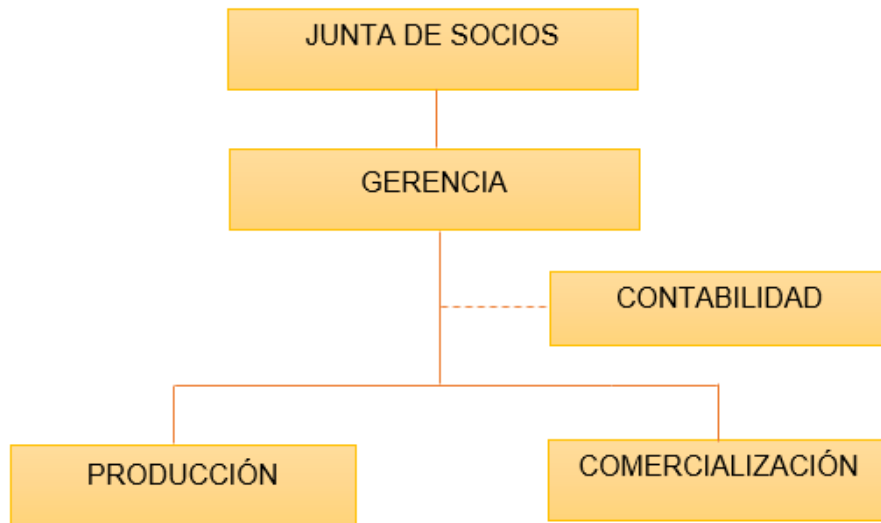 JUNTA DE SOCIOS
GERENCIA
CONTABILIDAD
PRODUCCIÓN
COMERCIALIZACIÓN